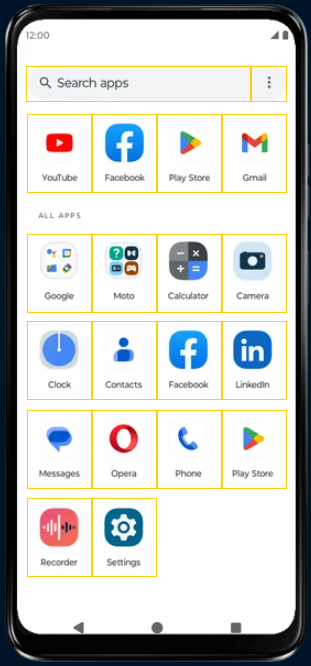 12:00
Search apps
YouTube Facebook Play Store Gmail
ALL APPS
Google Moto Calculator Camera
Clock Contacts Facebook LinkedIn
Messages Opera Phone Play Store
Recorder Settings